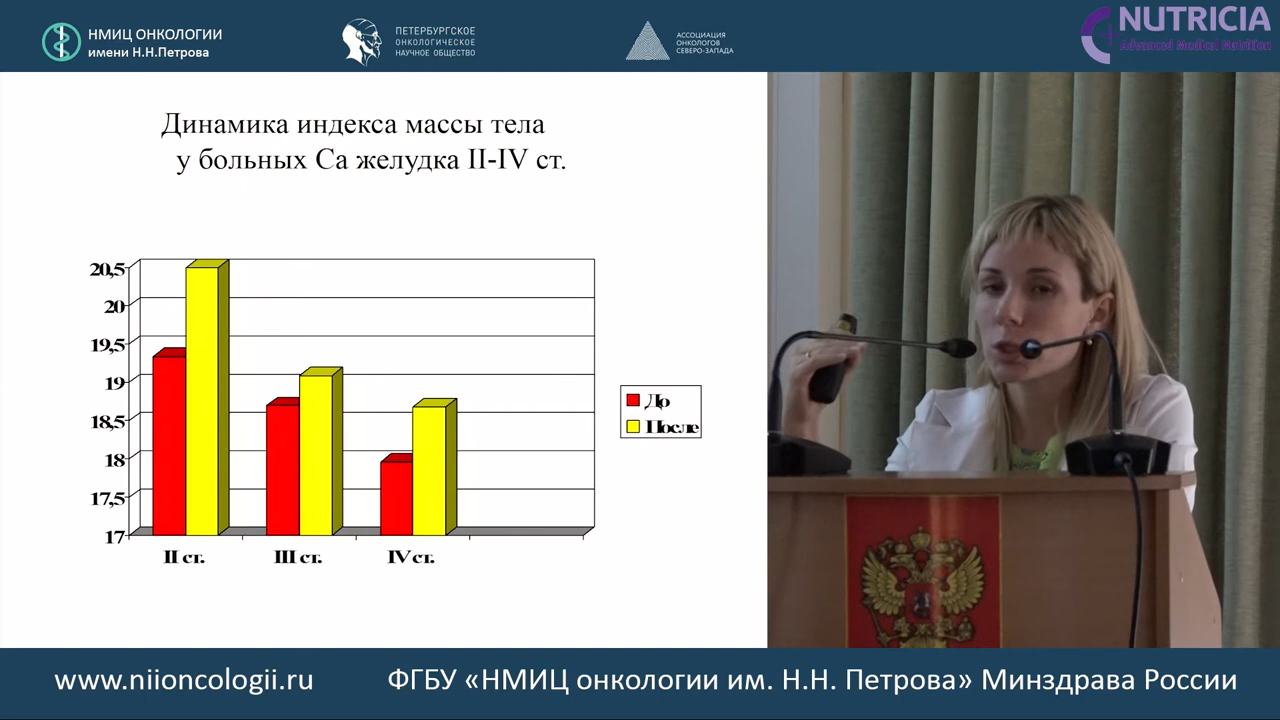 НМИЦ ОНКОЛОГИИ
имени Н.Н.Петрова
ПЕТЕРБУРГСКОЕ
ОНКОЛОГИЧЕСКОЕ
НАУЧНОЕ ОБЩЕСТВО
АССОЦИАЦИЯ
ОНКОЛОГОВ
СЕВЕРО-ЗАПАДА
NUTRICIA
Advanced Medical Nutrition
Динамика индекса массы тела
у больных Са желудка II-IV ст.
20,5
20
19,5
19
18,5
18
17,5
17
II ст.
III ст.
IV ст.
До
После
www.niioncologii.ru
ФГБУ «НМИЦ онкологии им. Н.Н. Петрова» Минздрава России